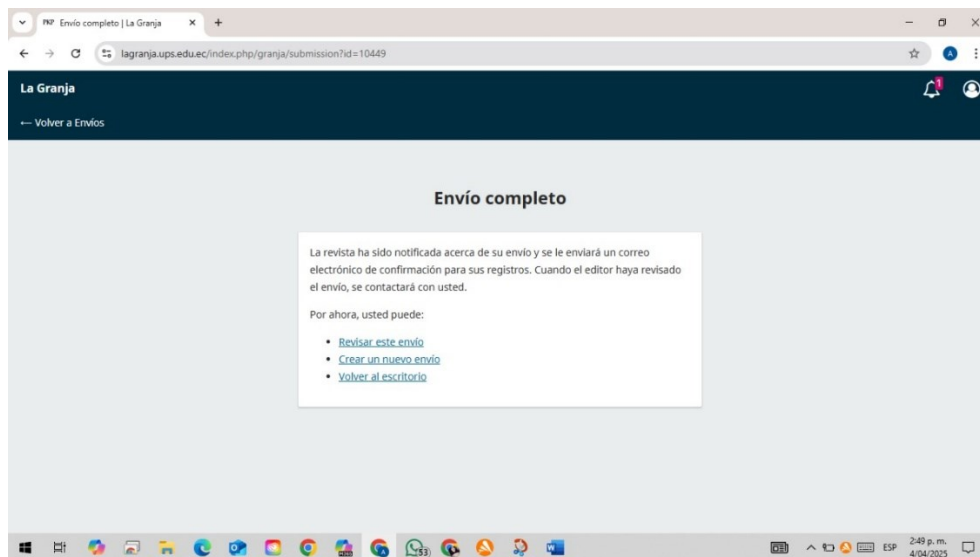 PKP Envío completo | La Granja
lagranja.ups.edu.ec/index.php/granja/submission?id=10449
A
La Granja
1
← Volver a Envíos
Envío completo
La revista ha sido notificada acerca de su envío y se le enviará un correo
electrónico de confirmación para sus registros. Cuando el editor haya revisado
el envío, se contactará con usted.
Por ahora, usted puede:
• Revisar este envío
• Crear un nuevo envío
• Volver al escritorio
53
ESP
2:49 p. m.
4/04/2025